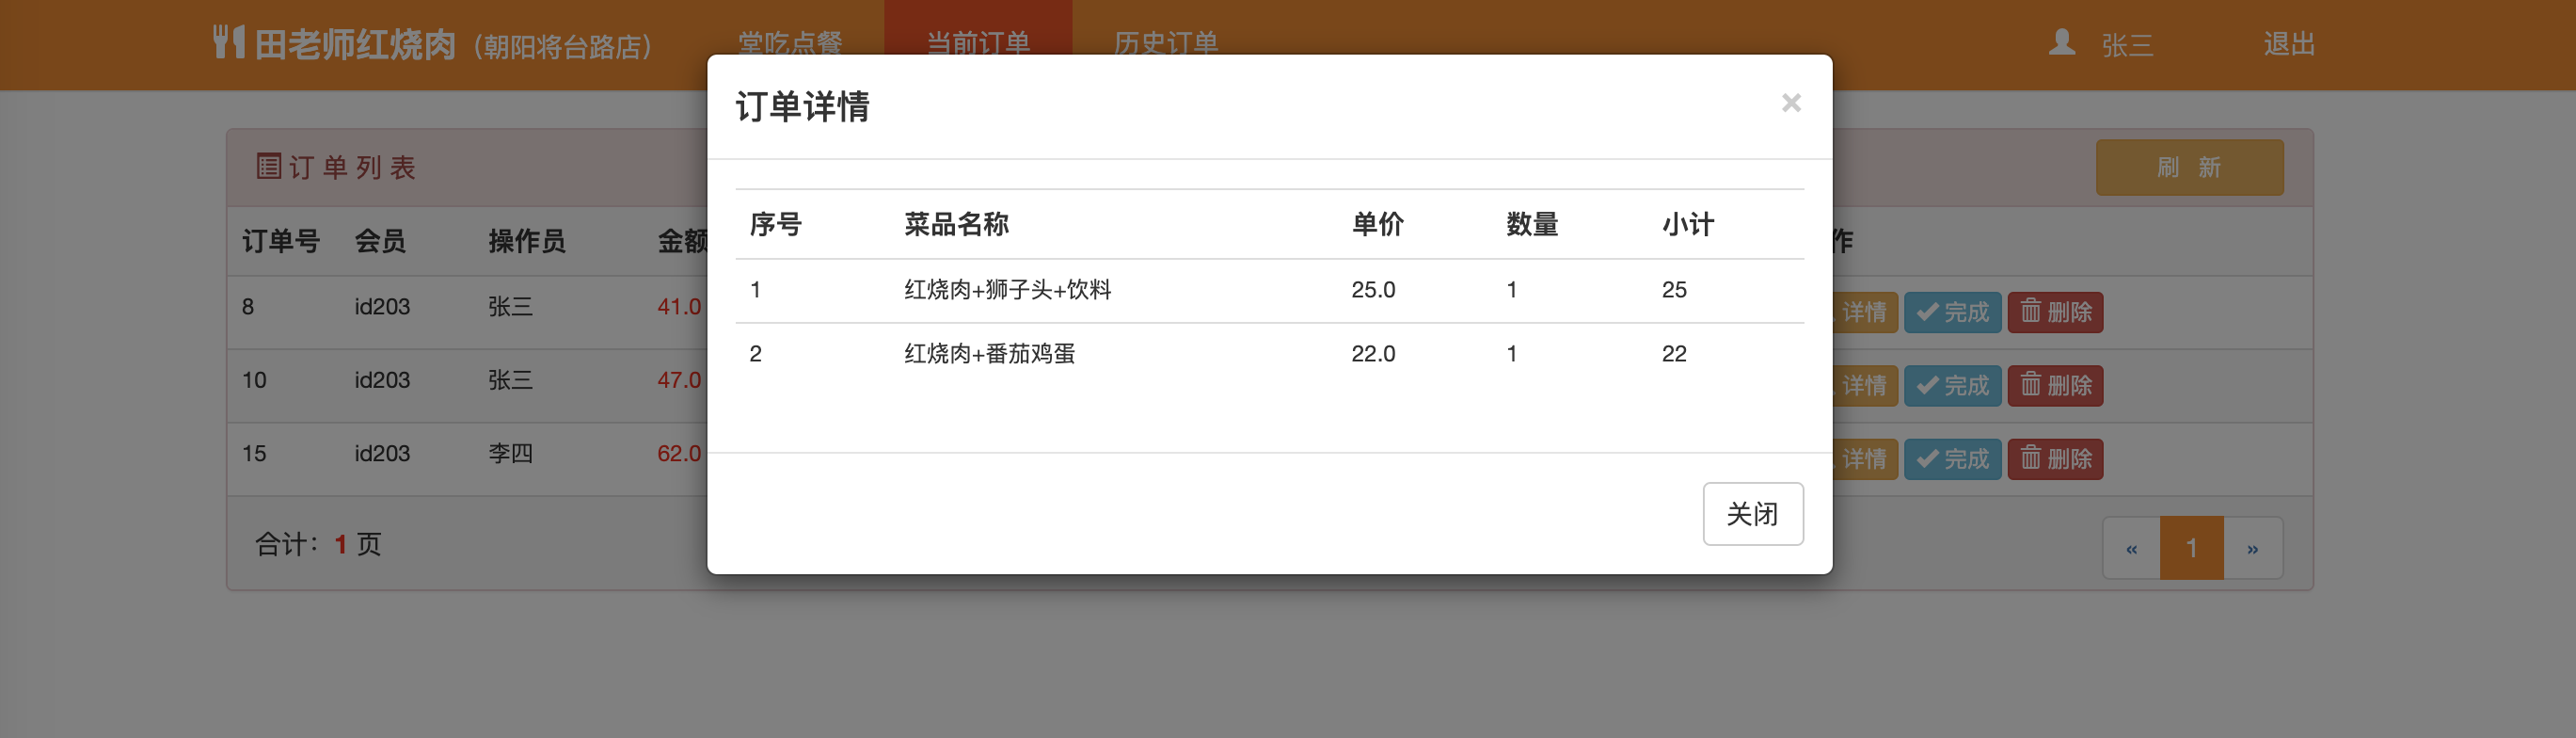 田老师红烧肉（朝阳将台路店） 堂吃点餐 当前订单 历史订单 张三 退出
订单详情 ×
订单列表 刷 新
序号 菜品名称 单价 数量 小计
订单号 会员 操作员 金额 作
1 红烧肉+狮子头+饮料 25.0 1 25
8 id203 张三 41.0 详情 完成 删除
2 红烧肉+番茄鸡蛋 22.0 1 22
10 id203 张三 47.0 详情 完成 删除
15 id203 李四 62.0 详情 完成 删除
关闭
合计：1 页 « 1 »